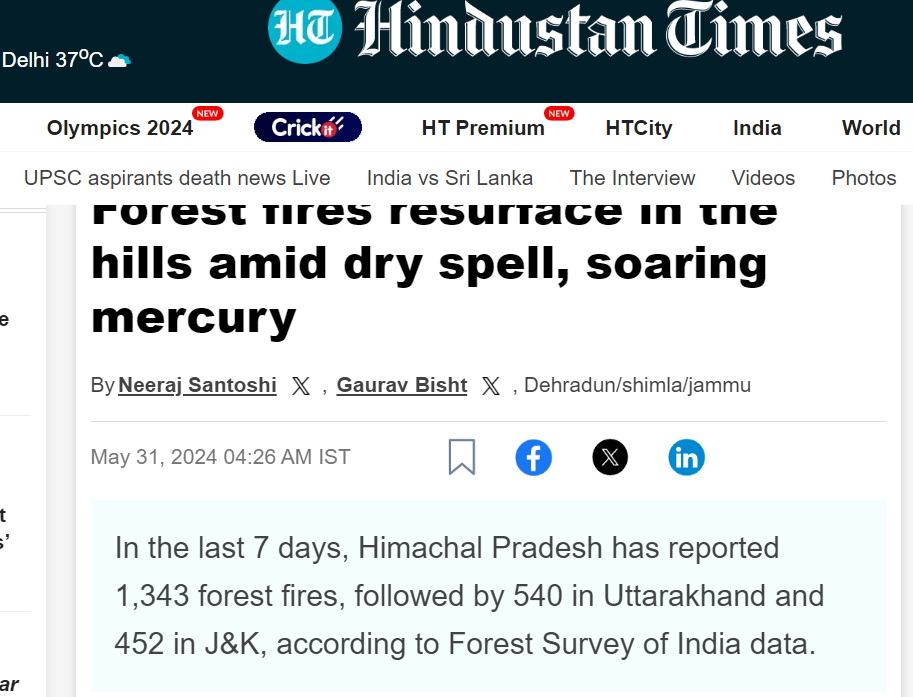 HT Hindustan Times
Delhi 37°C
NEW NEW
Olympics 2024 Crickit HT Premium HTCity India World
UPSC aspirants death news Live India vs Sri Lanka The Interview Videos Photos
Forest fires resurface in the
hills amid dry spell, soaring
mercury
By Neeraj Santoshi X , Gaurav Bisht X , Dehradun/shimla/jammu
May 31, 2024 04:26 AM IST f X in
In the last 7 days, Himachal Pradesh has reported
1,343 forest fires, followed by 540 in Uttarakhand and
452 in J&K, according to Forest Survey of India data.